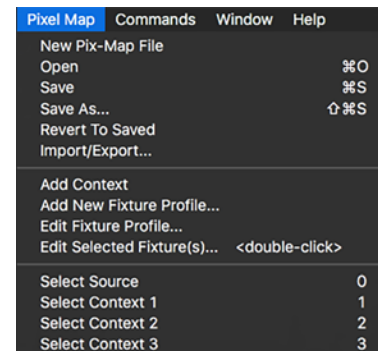 Pixel Map Commands Window Help
New Pix-Map File
Open ⌘O
Save ⌘S
Save As... ⇧⌘S
Revert To Saved
Import/Export...
Add Context
Add New Fixture Profile...
Edit Fixture Profile...
Edit Selected Fixture(s)... <double-click>
Select Source 0
Select Context 1 1
Select Context 2 2
Select Context 3 3